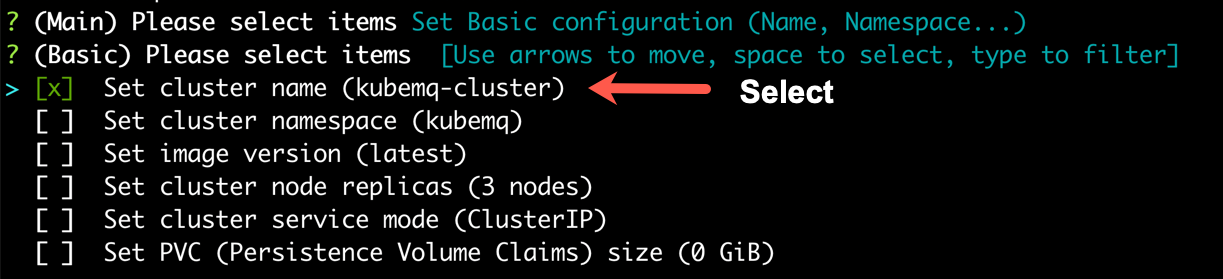 ? (Main) Please select items Set Basic configuration (Name, Namespace...)
? (Basic) Please select items  [Use arrows to move, space to select, type to filter]
> [x]  Set cluster name (kubemq-cluster) Select
  [ ]  Set cluster namespace (kubemq)
  [ ]  Set image version (latest)
  [ ]  Set cluster node replicas (3 nodes)
  [ ]  Set cluster service mode (ClusterIP)
  [ ]  Set PVC (Persistence Volume Claims) size (0 GiB)